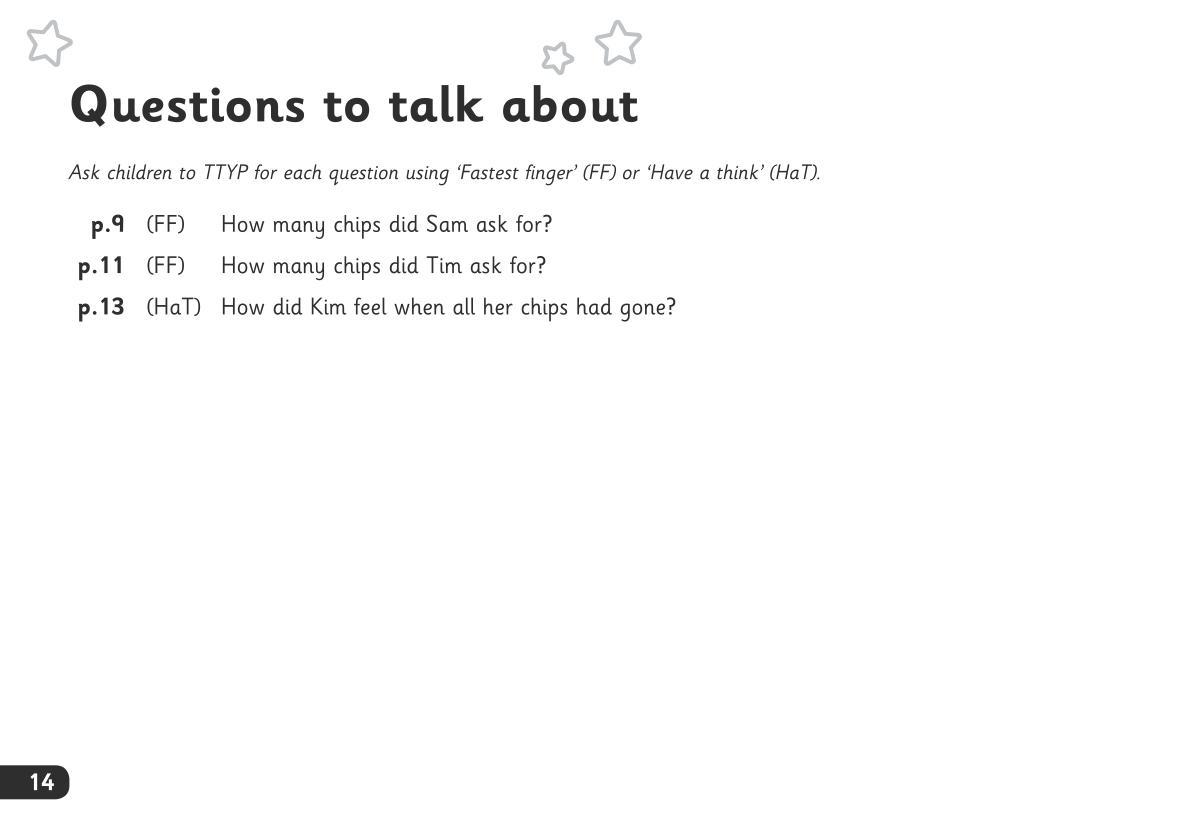 Questions to talk about
Ask children to TTYP for each question using ‘Fastest finger’ (FF) or ‘Have a think’ (HaT).
p.9 (FF) How many chips did Sam ask for?
p.11 (FF) How many chips did Tim ask for?
p.13 (HaT) How did Kim feel when all her chips had gone?
14